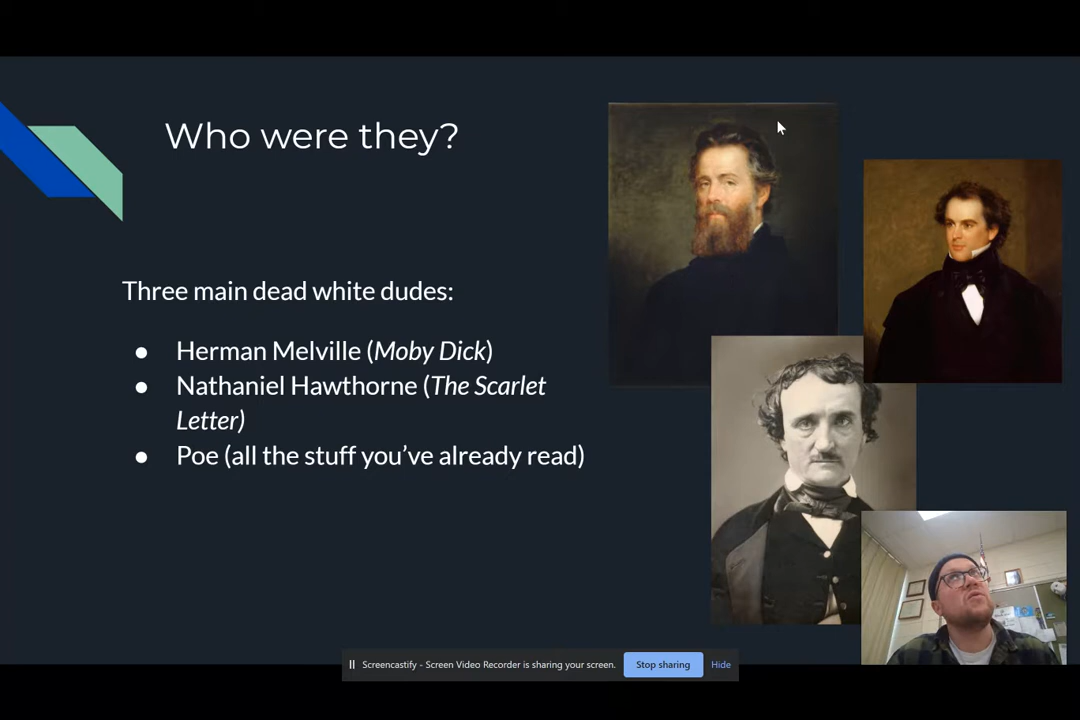 Who were they?
Three main dead white dudes:
● Herman Melville (Moby Dick)
● Nathaniel Hawthorne (The Scarlet
Letter)
● Poe (all the stuff you’ve already read)
Screencastify - Screen Video Recorder is sharing your screen. Stop sharing Hide